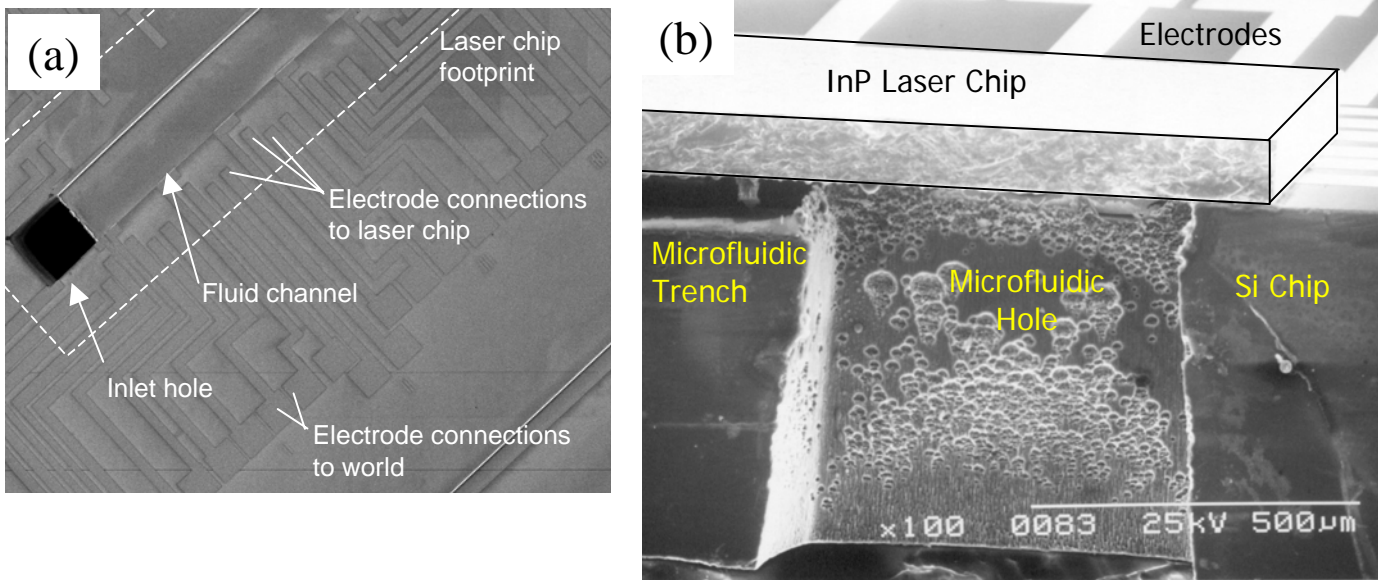 (a)
Laser chip
footprint
Electrode connections
to laser chip
Fluid channel
Inlet hole
Electrode connections
to world
(b)
Electrodes
InP Laser Chip
Microfluidic
Trench
Microfluidic
Hole
Si Chip
×100 0083 25kV 500µm